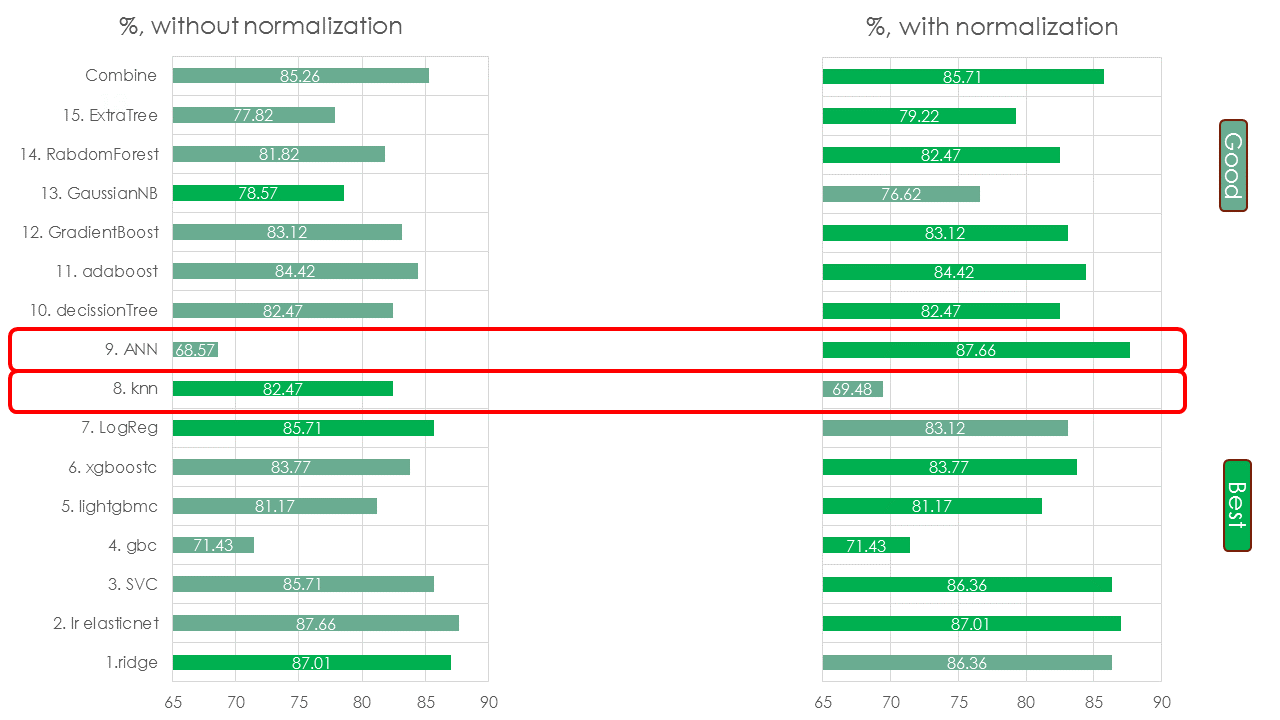 %, without normalization
%, with normalization
Combine 85.26 85.71
15. ExtraTree 77.82 79.22
14. RabdomForest 81.82 82.47
13. GaussianNB 78.57 76.62
12. GradientBoost 83.12 83.12
11. adaboost 84.42 84.42
10. decissionTree 82.47 82.47
9. ANN 68.57 87.66
8. knn 82.47 69.48
7. LogReg 85.71 83.12
6. xgboostc 83.77 83.77
5. lightgbmc 81.17 81.17
4. gbc 71.43 71.43
3. SVC 85.71 86.36
2. lr elasticnet 87.66 87.01
1.ridge 87.01 86.36
65 70 75 80 85 90
65 70 75 80 85 90
Good
Best